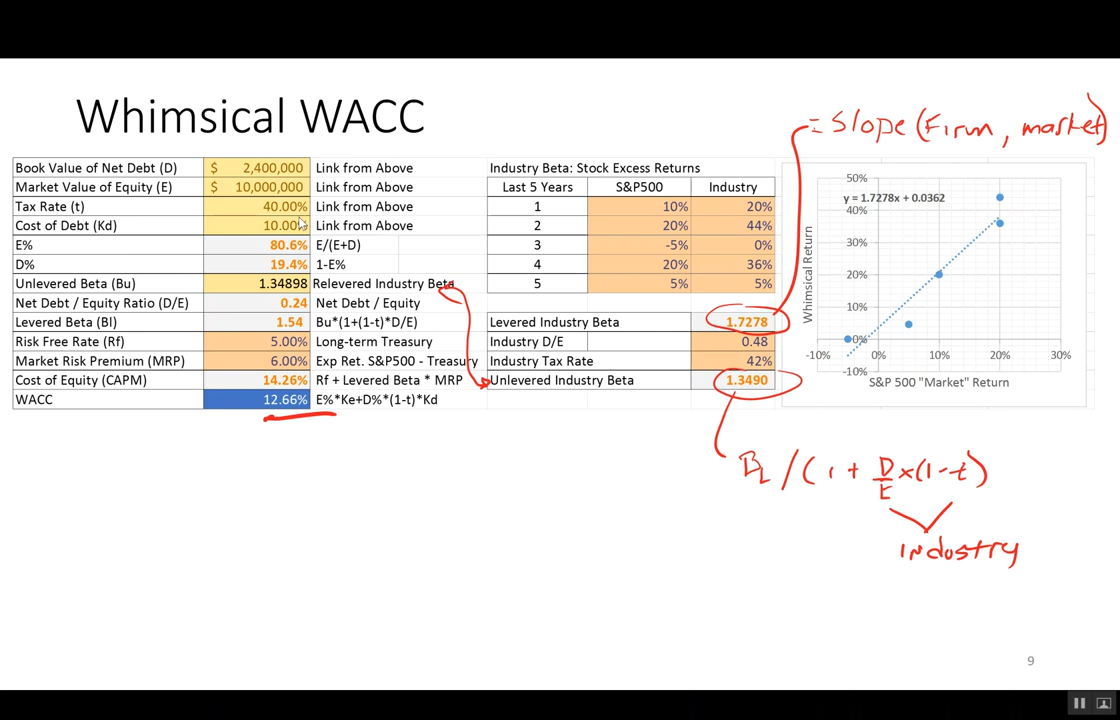 Whimsical WACC
= Slope (Firm, market)
Book Value of Net Debt (D) $ 2,400,000 Link from Above
Market Value of Equity (E) $ 10,000,000 Link from Above
Tax Rate (t) 40.00% Link from Above
Cost of Debt (Kd) 10.00% Link from Above
E% 80.6% E/(E+D)
D% 19.4% 1-E%
Unlevered Beta (Bu) 1.34898 Relevered Industry Beta
Net Debt / Equity Ratio (D/E) 0.24 Net Debt / Equity
Levered Beta (Bl) 1.54 Bu*(1+(1-t)*D/E)
Risk Free Rate (Rf) 5.00% Long-term Treasury
Market Risk Premium (MRP) 6.00% Exp Ret. S&P500 - Treasury
Cost of Equity (CAPM) 14.26% Rf + Levered Beta * MRP
WACC 12.66% E%*Ke+D%*(1-t)*Kd
Industry Beta: Stock Excess Returns
Last 5 Years S&P500 Industry
1 10% 20%
2 20% 44%
3 -5% 0%
4 20% 36%
5 5% 5%
Levered Industry Beta 1.7278
Industry D/E 0.48
Industry Tax Rate 42%
Unlevered Industry Beta 1.3490
50%
y = 1.7278x + 0.0362
40%
30%
20%
10%
0%
-10%
Whimsical Return
-10% 0% 10% 20% 30%
S&P 500 "Market" Return
BL / (1 + D/E x (1-t)
industry
9